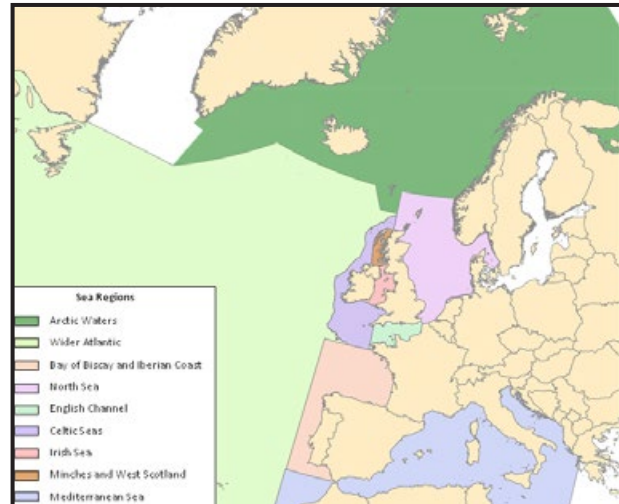 Sea Regions
Arctic Waters
Wider Atlantic
Bay of Biscay and Iberian Coast
North Sea
English Channel
Celtic Seas
Irish Sea
Minches and West Scotland
Mediterranean Sea